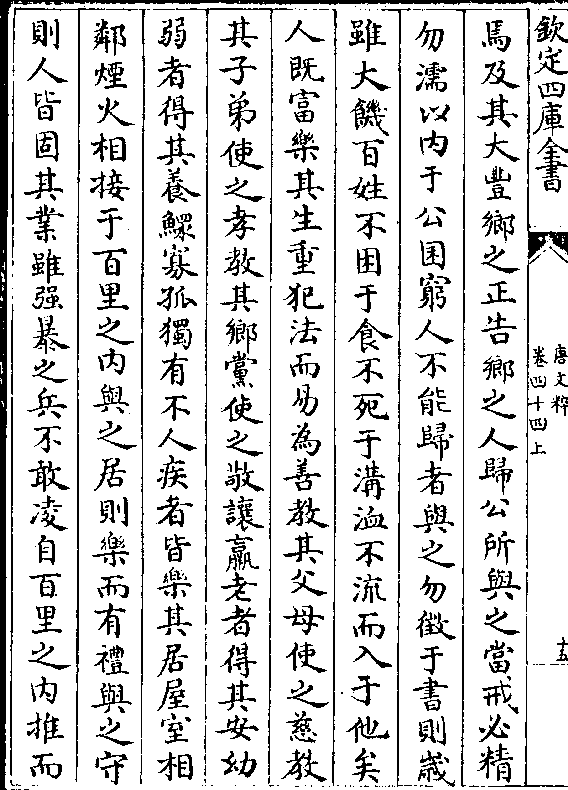 欽定四庫全書
唐文粹
卷四十四上
十五
焉及其大豐鄉之正告鄉之人歸公所與之當戒必精
勿濡以内于公囷窮人不能歸者與之勿徴于書則歳
雖大饑百姓不困于食不死于溝洫不流而入于他矣
人既富樂其生重犯法而易為善教其父母使之慈教
其子弟使之孝教其鄉黨使之敬讓羸老者得其安幼
弱者得其養鰥寡孤獨有不人疾者皆樂其居屋室相
鄰煙火相接于百里之内與之居則樂而有禮與之守
則人皆固其業雖强暴之兵不敢凌自百里之内推而